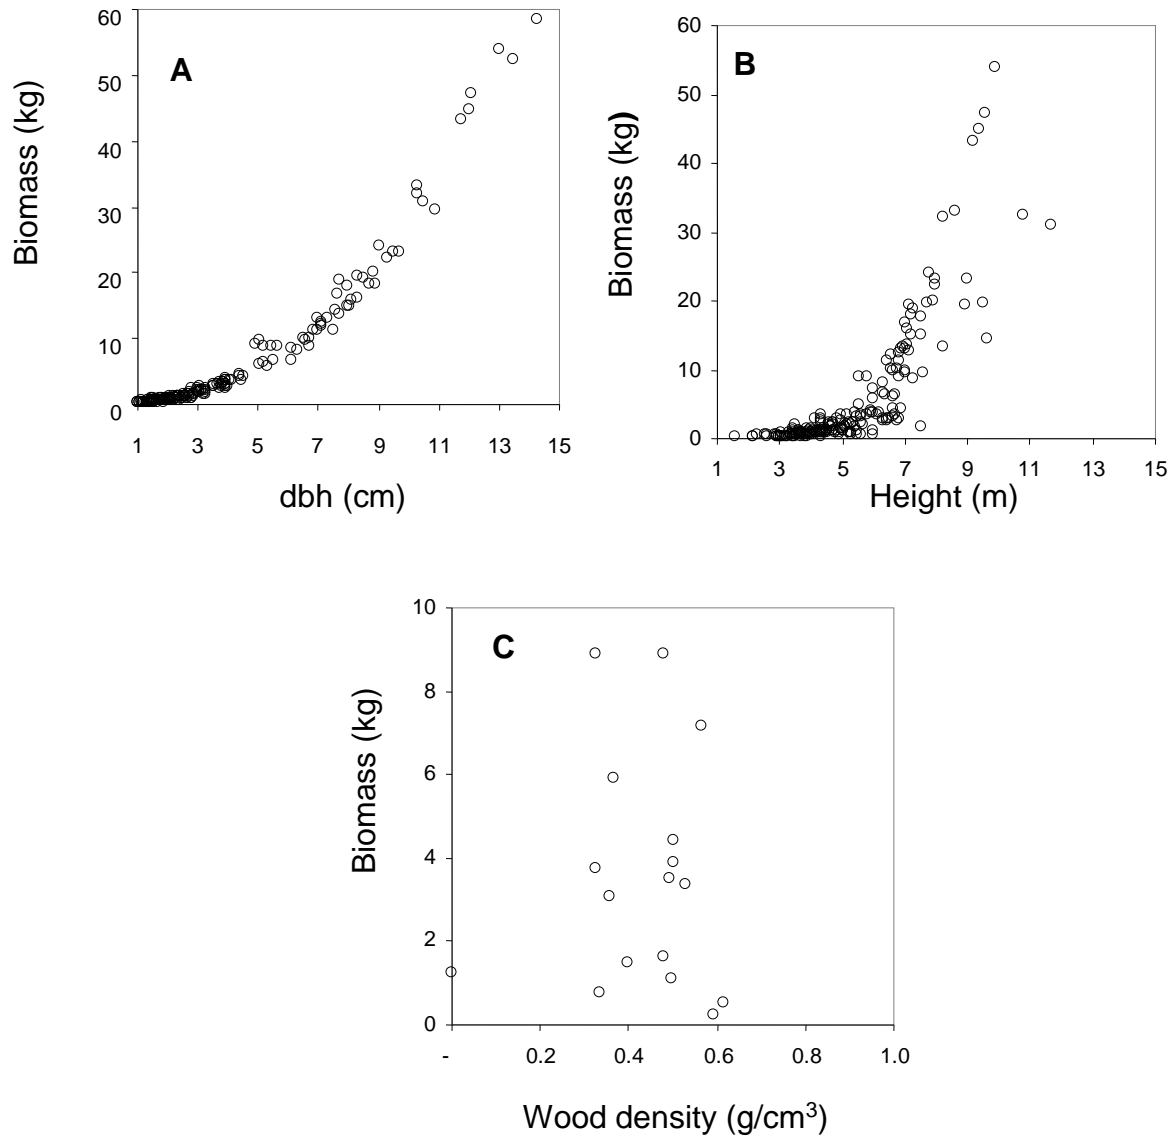 A
Biomass (kg)
60
50
40
30
20
10
0
1 3 5 7 9 11 13 15
dbh (cm)
B
Biomass (kg)
60
50
40
30
20
10
0
1 3 5 7 9 11 13 15
Height (m)
C
Biomass (kg)
10
8
6
4
2
0
- 0.2 0.4 0.6 0.8 1.0
Wood density (g/cm³)